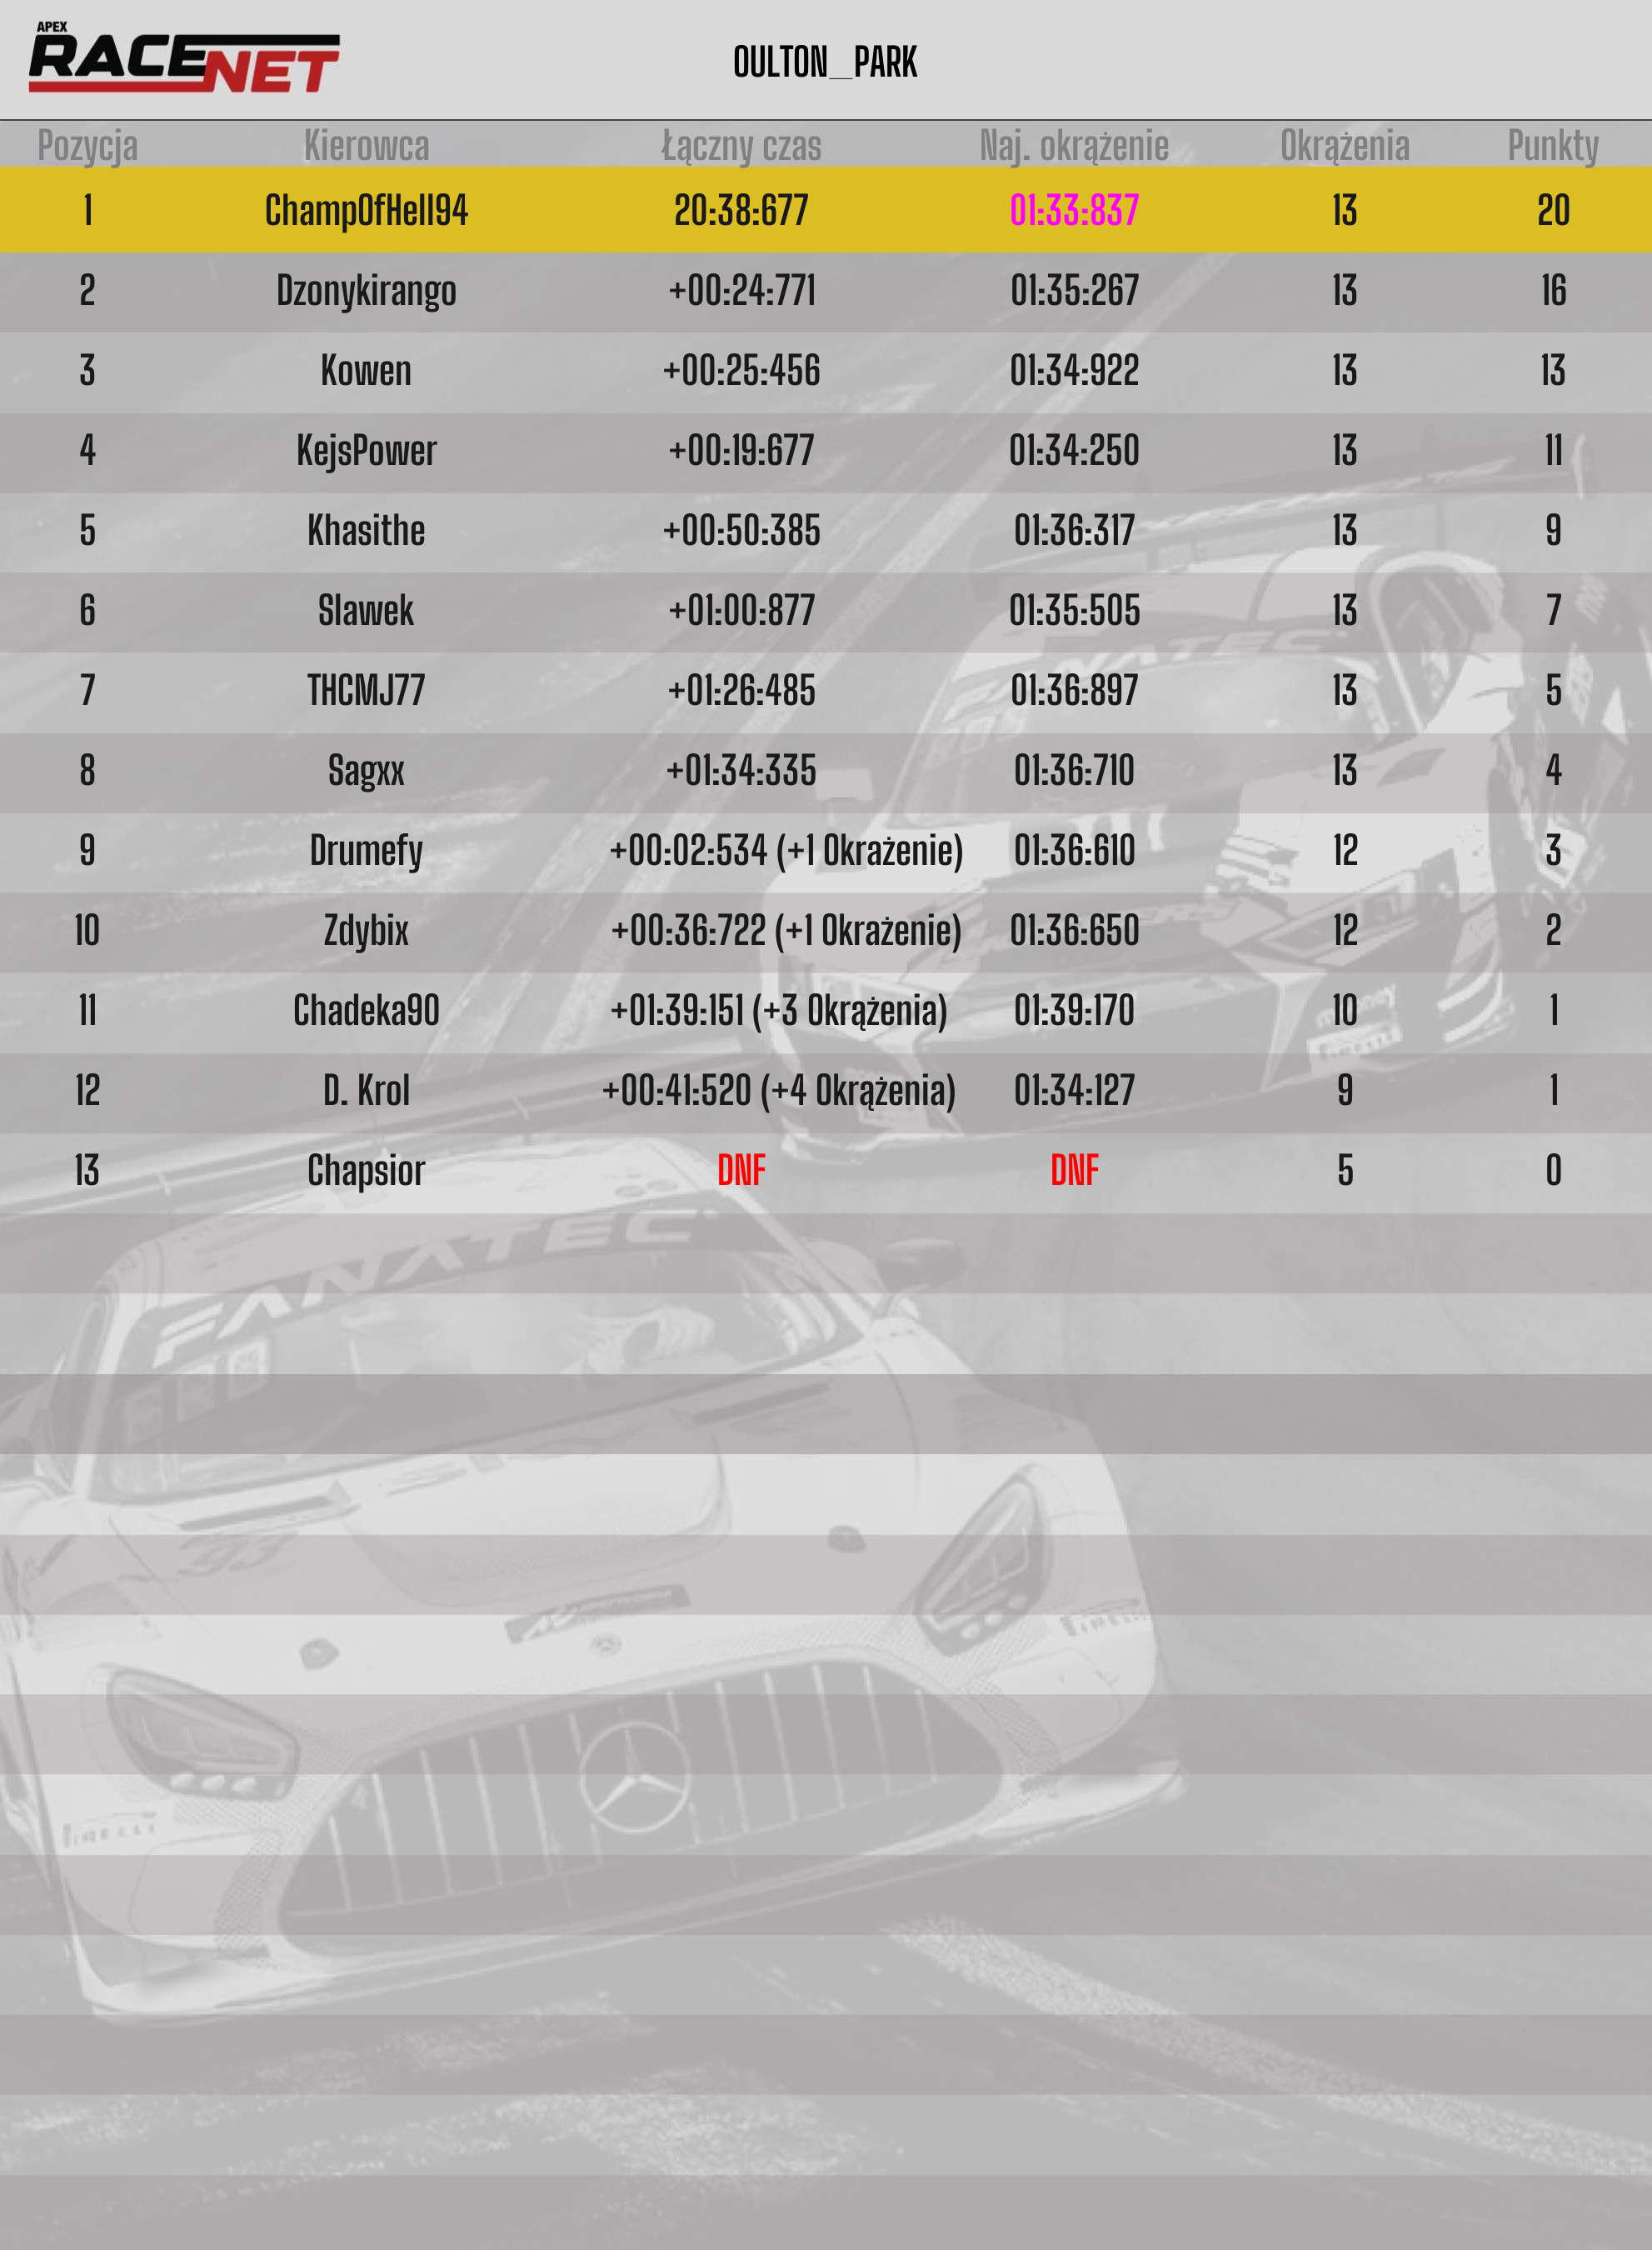 APEX
RACENET
OULTON_PARK
Pozycja Kierowca Łączny czas Naj. okrążenie Okrążenia Punkty
1 ChampOfHell94 20:38:677 01:33:837 13 20
2 Dzonykirango +00:24:771 01:35:267 13 16
3 Kowen +00:25:456 01:34:922 13 13
4 KejsPower +00:19:677 01:34:250 13 11
5 Khasithe +00:50:385 01:36:317 13 9
6 Slawek +01:00:877 01:35:505 13 7
7 THCMJ77 +01:26:485 01:36:897 13 5
8 Sagxx +01:34:335 01:36:710 13 4
9 Drumefy +00:02:534 (+1 Okrażenie) 01:36:610 12 3
10 Zdybix +00:36:722 (+1 Okrażenie) 01:36:650 12 2
11 Chadeka90 +01:39:151 (+3 Okrążenia) 01:39:170 10 1
12 D. Krol +00:41:520 (+4 Okrążenia) 01:34:127 9 1
13 Chapsior DNF DNF 5 0
FANATEC
FANATEC
PIRELLI
93
PIRELLI